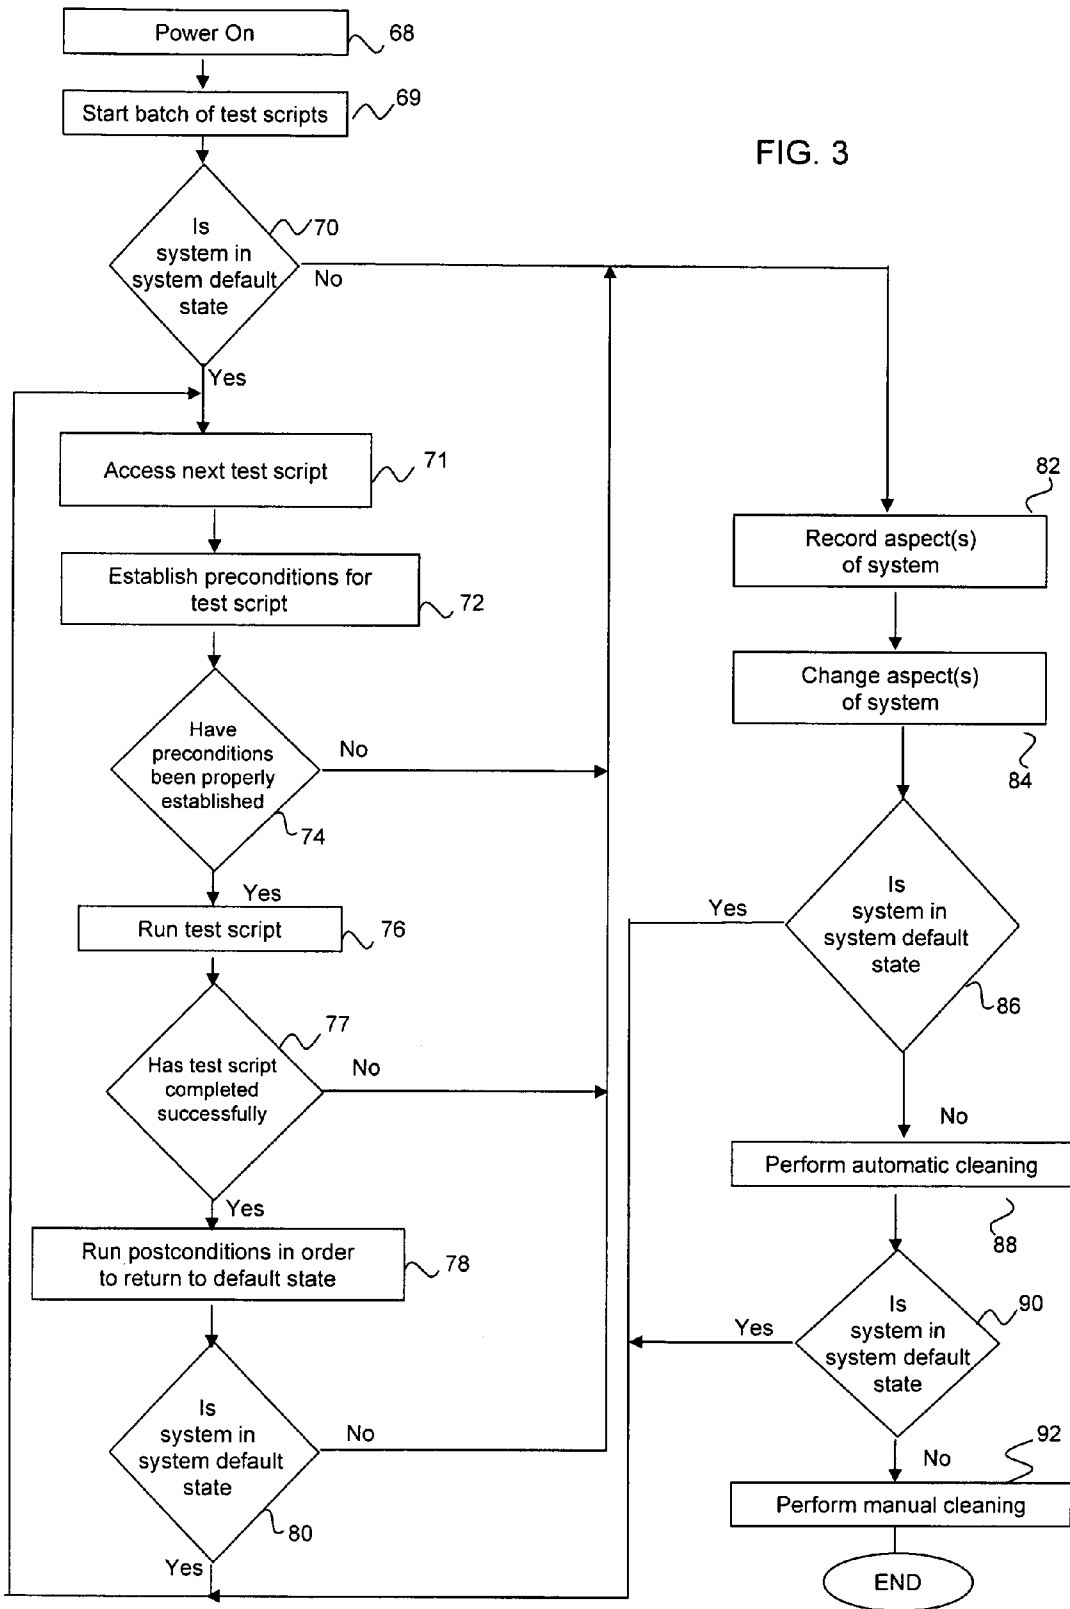 Power On
68
Start batch of test scripts
69
FIG. 3
Is
system in
system default
state
70
No
Yes
Access next test script
71
Establish preconditions for
test script
72
Have
preconditions
been properly
established
74
No
Yes
Run test script
76
Has test script
completed
successfully
77
No
Yes
Run postconditions in order
to return to default state
78
Is
system in
system default
state
80
No
Yes
82
Record aspect(s)
of system
Change aspect(s)
of system
84
Is
system in
system default
state
86
Yes
No
Perform automatic cleaning
88
Is
system in
system default
state
90
Yes
No
92
Perform manual cleaning
END